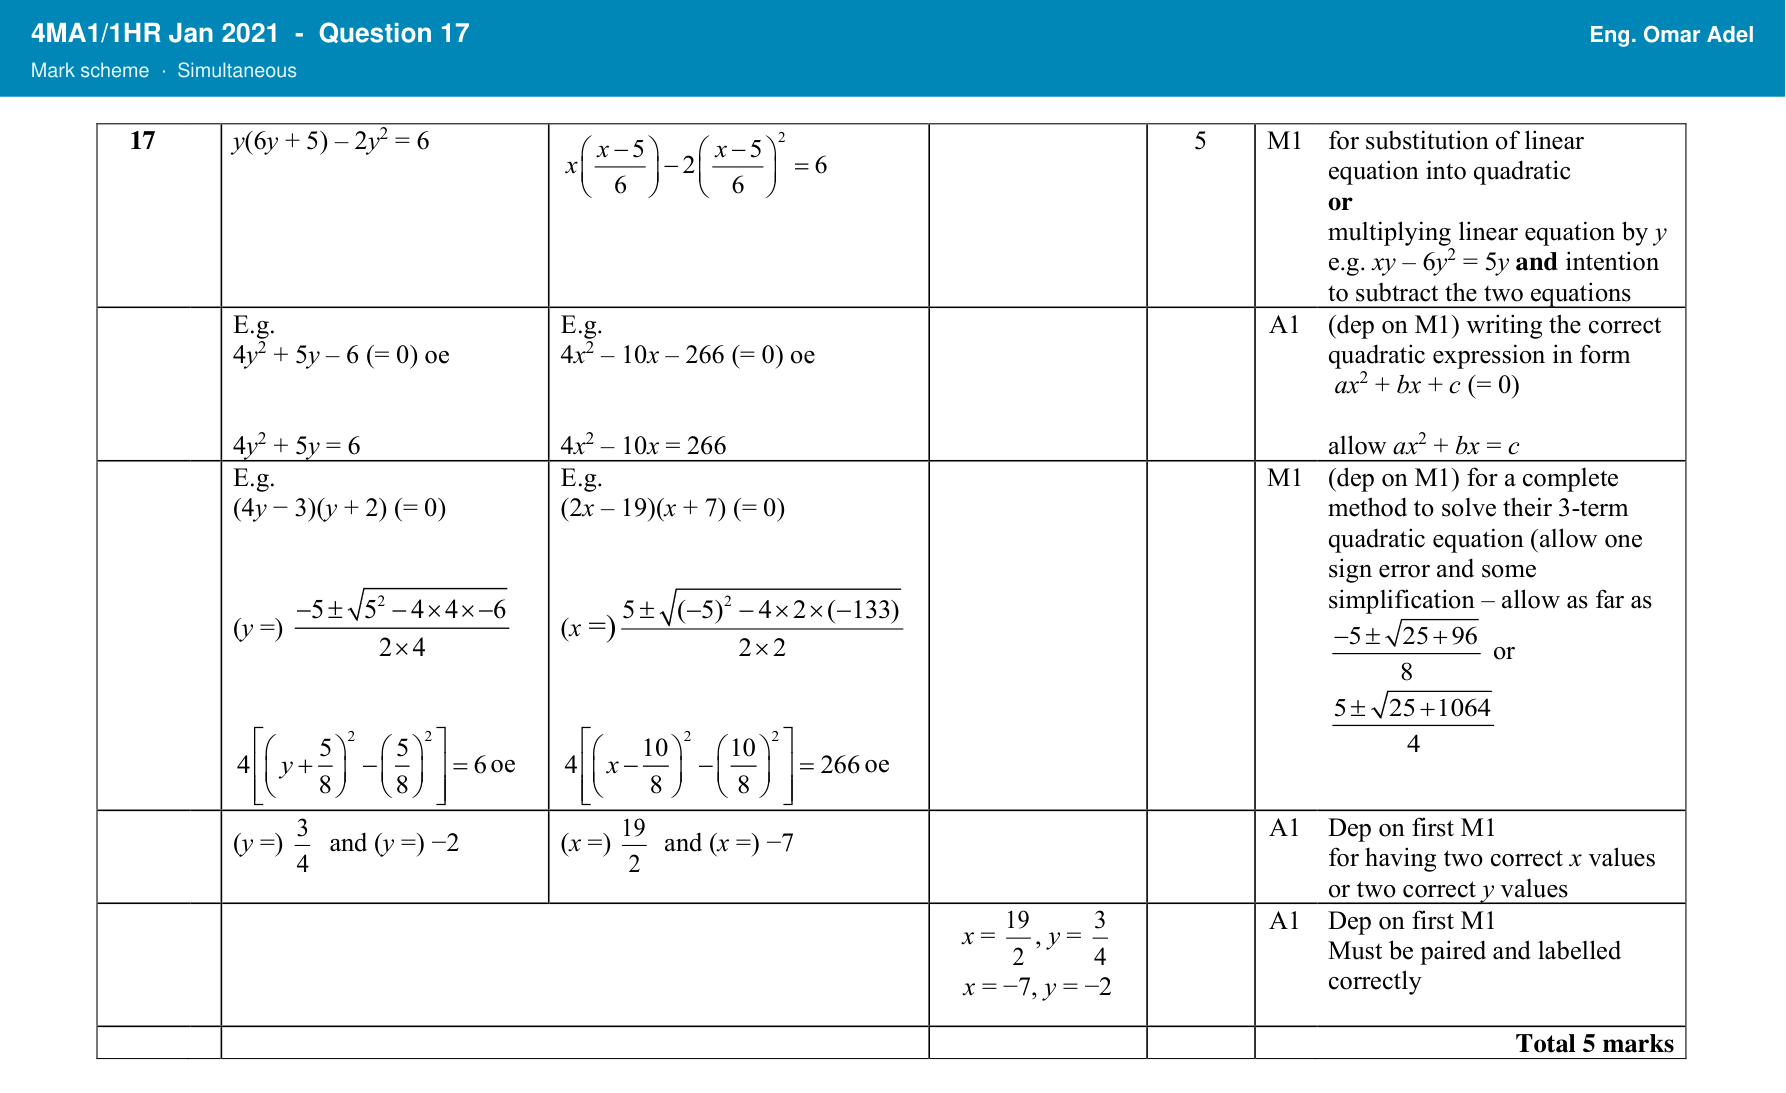 4MA1/1HR Jan 2021 - Question 17
Eng. Omar Adel
Mark scheme · Simultaneous
17
y(6y + 5) – 2y² = 6
x((x – 5)/6) – 2((x – 5)/6)² = 6
5
M1 for substitution of linear
equation into quadratic
or
multiplying linear equation by y
e.g. xy – 6y² = 5y and intention
to subtract the two equations
E.g.
4y² + 5y – 6 (= 0) oe
4y² + 5y = 6
E.g.
4x² – 10x – 266 (= 0) oe
4x² – 10x = 266
A1 (dep on M1) writing the correct
quadratic expression in form
ax² + bx + c (= 0)
allow ax² + bx = c
E.g.
(4y − 3)(y + 2) (= 0)
(y =) (–5 ± √(5² – 4 × 4 × –6))/(2 × 4)
4[(y + 5/8)² – (5/8)²] = 6 oe
E.g.
(2x – 19)(x + 7) (= 0)
(x =) (5 ± √((–5)² – 4 × 2 × (–133)))/(2 × 2)
4[(x – 10/8)² – (10/8)²] = 266 oe
M1 (dep on M1) for a complete
method to solve their 3-term
quadratic equation (allow one
sign error and some
simplification – allow as far as
(–5 ± √(25 + 96))/8 or
(5 ± √(25 + 1064))/4
(y =) 3/4 and (y =) −2
(x =) 19/2 and (x =) −7
A1 Dep on first M1
for having two correct x values
or two correct y values
x = 19/2, y = 3/4
x = −7, y = −2
A1 Dep on first M1
Must be paired and labelled
correctly
Total 5 marks